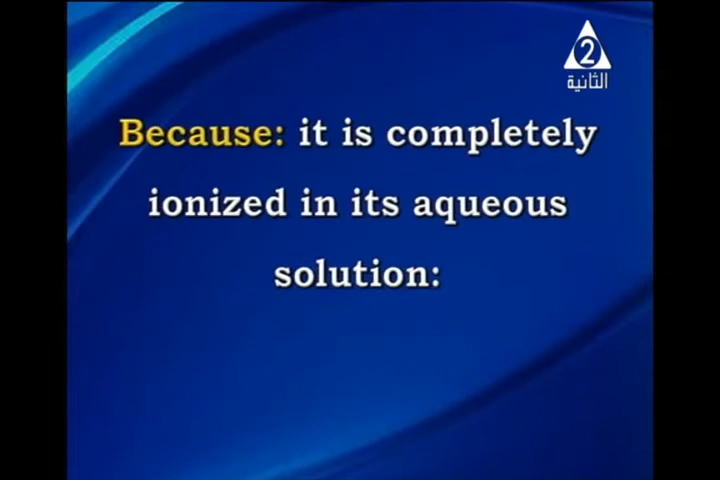 2
الثانية
Because: it is completely
ionized in its aqueous
solution: